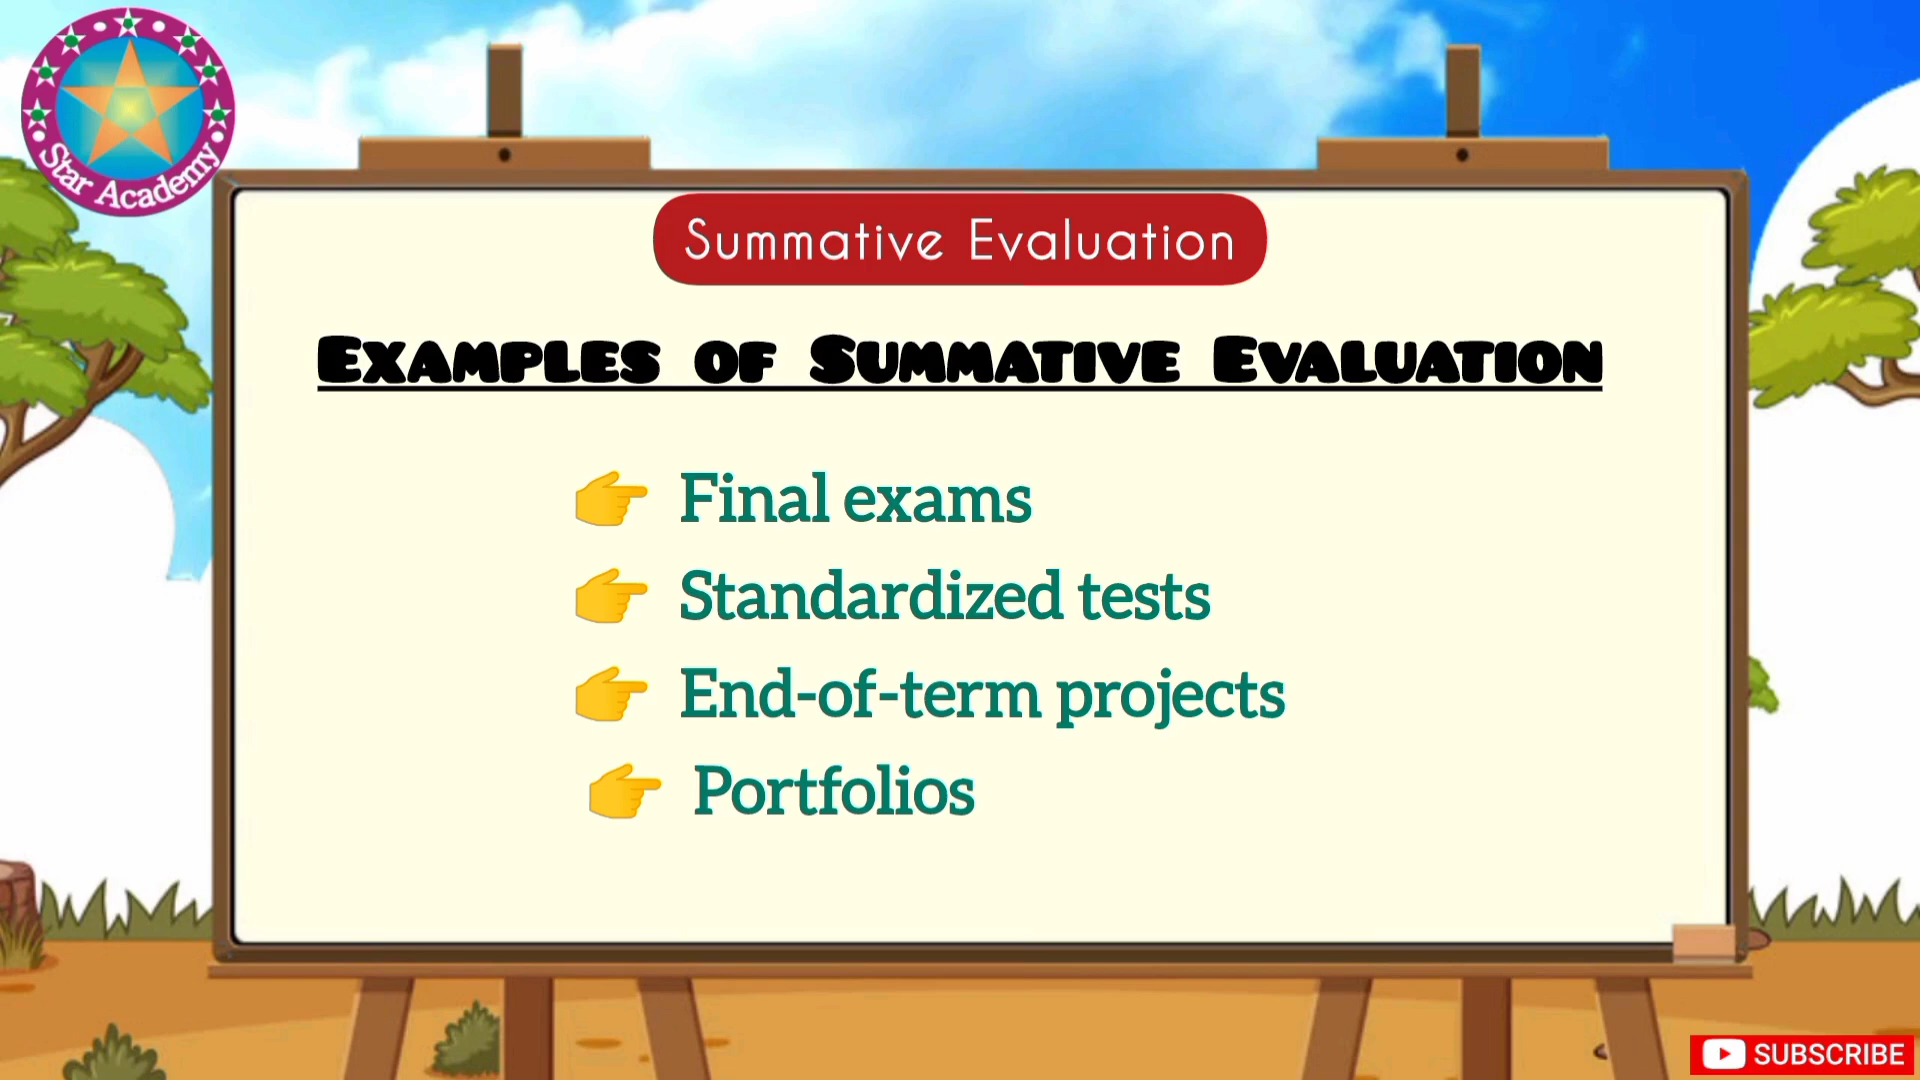 Star Academy
Summative Evaluation
Examples of Summative Evaluation
👉 Final exams
👉 Standardized tests
👉 End-of-term projects
👉 Portfolios
SUBSCRIBE